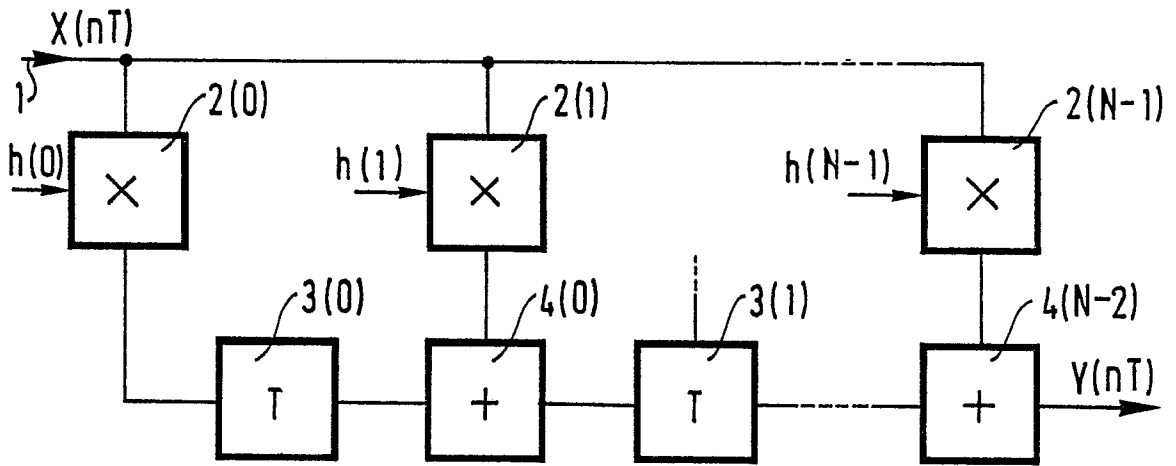 X(nT)
1
2(0)
2(1)
2(N-1)
h(0)
h(1)
h(N-1)
×
×
×
3(0)
4(0)
3(1)
4(N-2)
T
+
T
+
Y(nT)